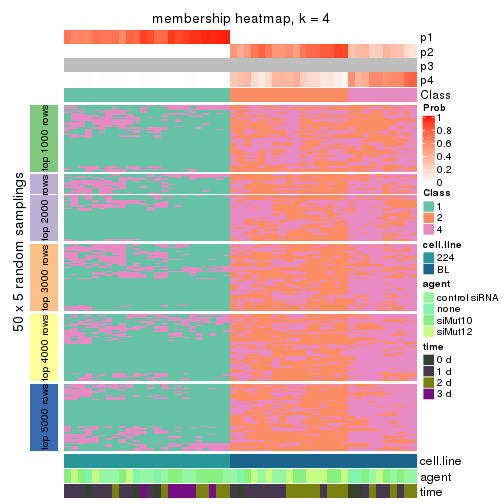 membership heatmap, k = 4
p1
p2
p3
p4
Class
50 x 5 random samplings
top 1000 rows
top 2000 rows
top 3000 rows
top 4000 rows
top 5000 rows
cell.line
agent
time
Prob
1
0.8
0.6
0.4
0.2
0
Class
1
2
4
cell.line
224
BL
agent
control siRNA
none
siMut10
siMut12
time
0 d
1 d
2 d
3 d